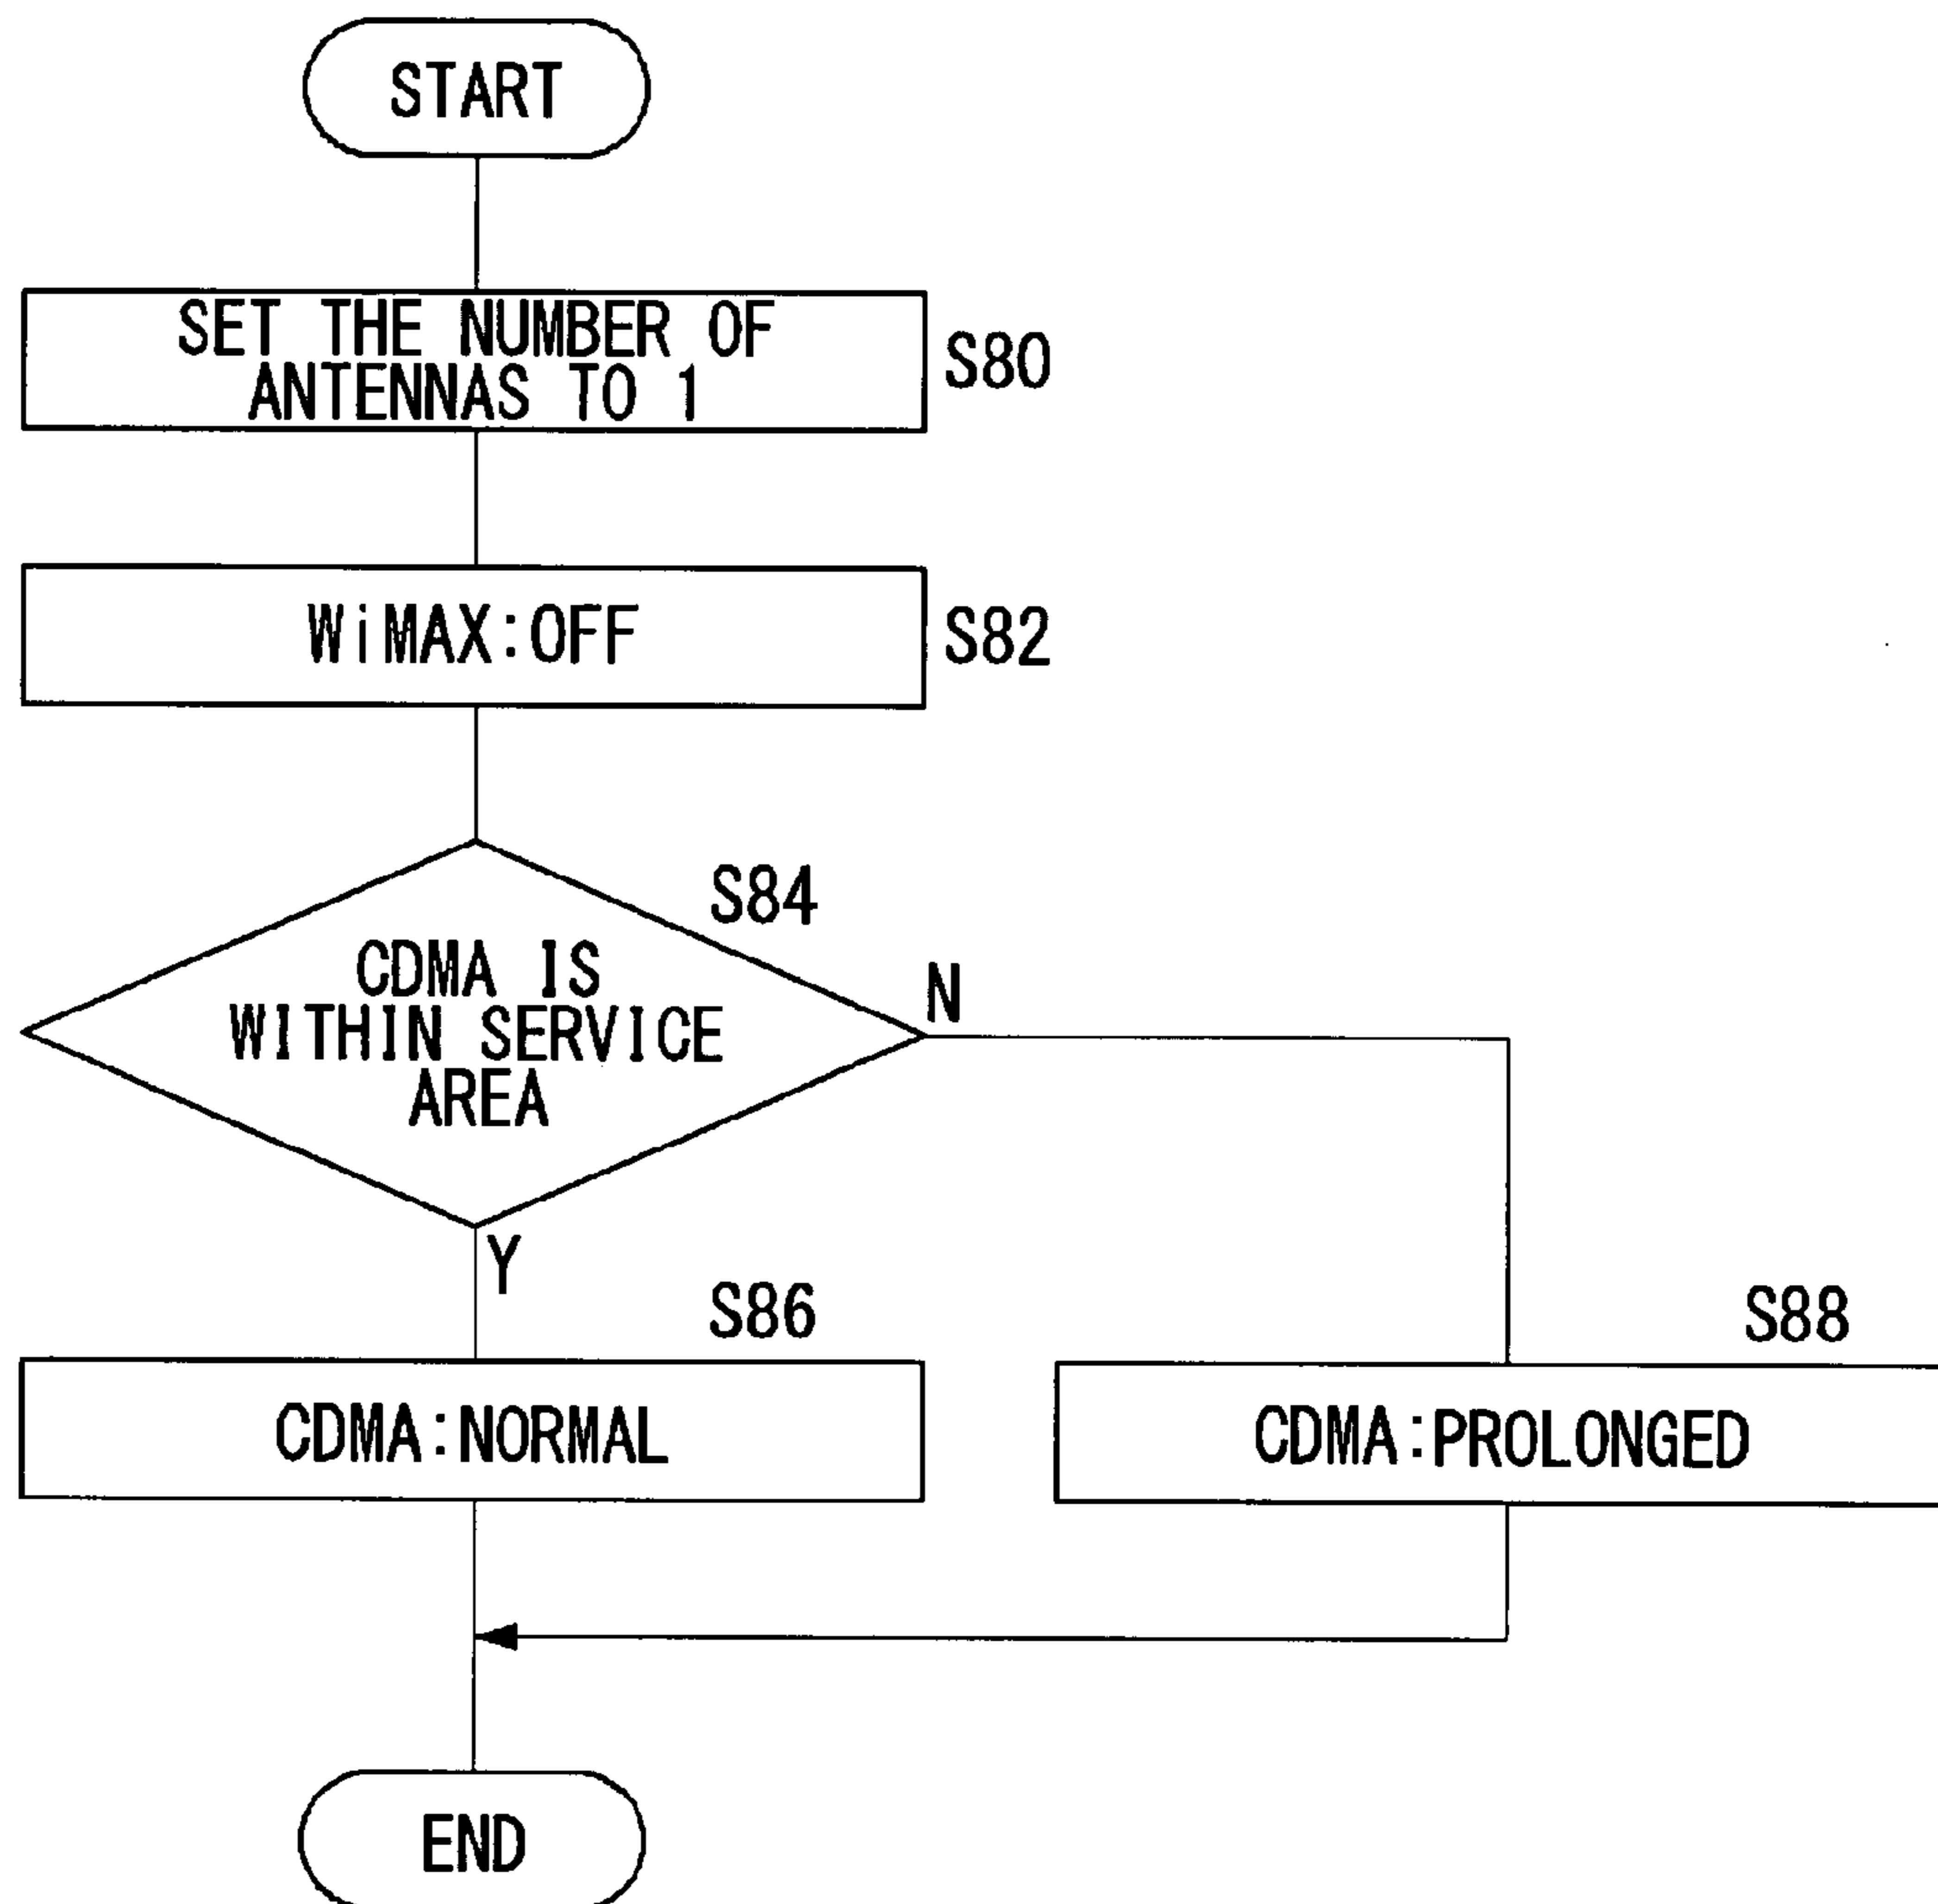 START
SET THE NUMBER OF
ANTENNAS TO 1
S80
WiMAX:OFF
S82
S84
CDMA IS
WITHIN SERVICE
AREA
N
Y
S86
S88
CDMA:NORMAL
CDMA:PROLONGED
END